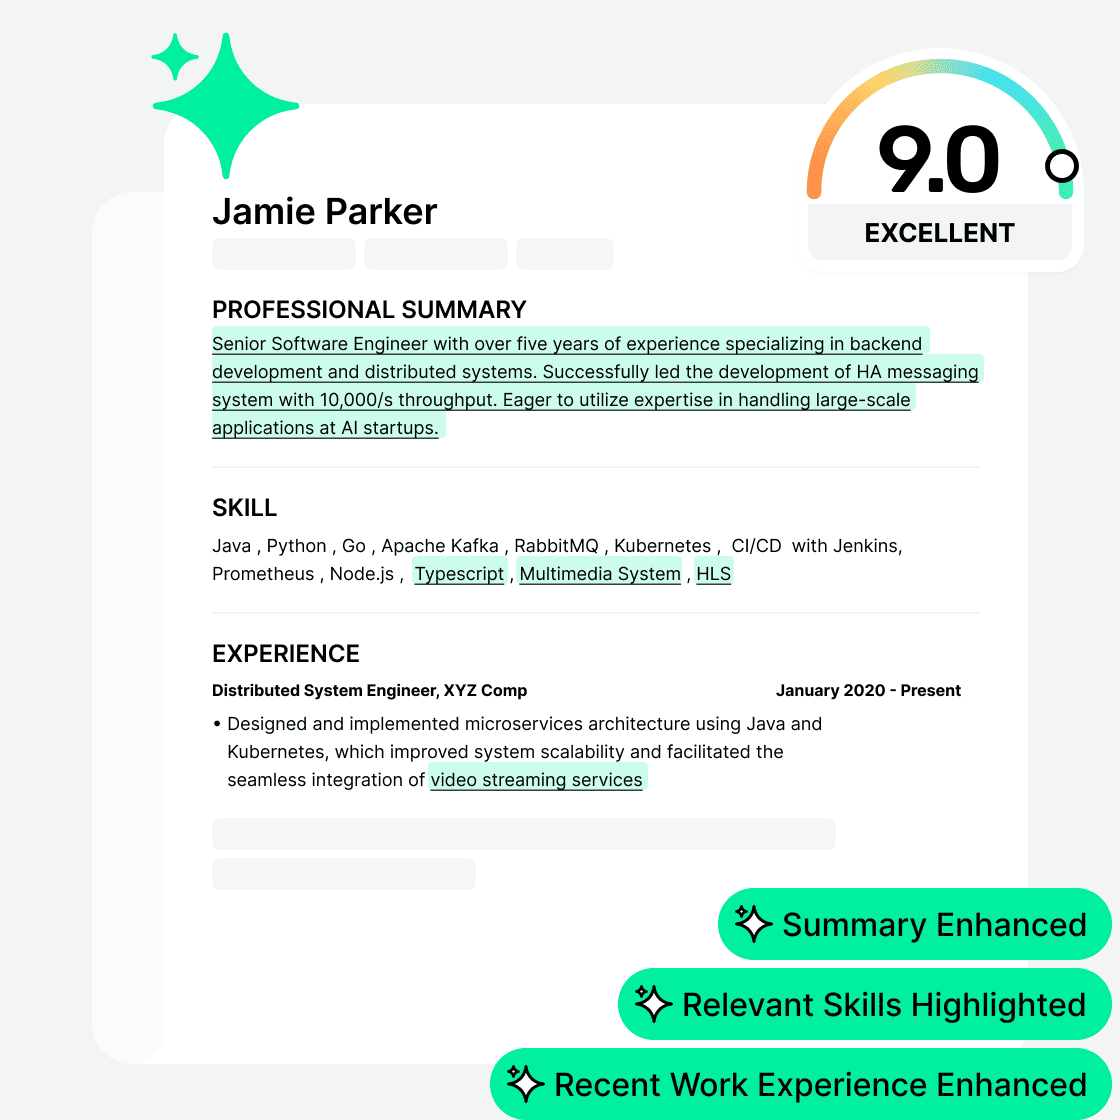 9.0
EXCELLENT
Jamie Parker
PROFESSIONAL SUMMARY
Senior Software Engineer with over five years of experience specializing in backend
development and distributed systems. Successfully led the development of HA messaging
system with 10,000/s throughput. Eager to utilize expertise in handling large-scale
applications at AI startups.
SKILL
Java , Python , Go , Apache Kafka , RabbitMQ , Kubernetes ,  CI/CD  with Jenkins,
Prometheus , Node.js ,  Typescript , Multimedia System , HLS
EXPERIENCE
Distributed System Engineer, XYZ Comp January 2020 - Present
• Designed and implemented microservices architecture using Java and
Kubernetes, which improved system scalability and facilitated the
seamless integration of video streaming services
Summary Enhanced
Relevant Skills Highlighted
Recent Work Experience Enhanced